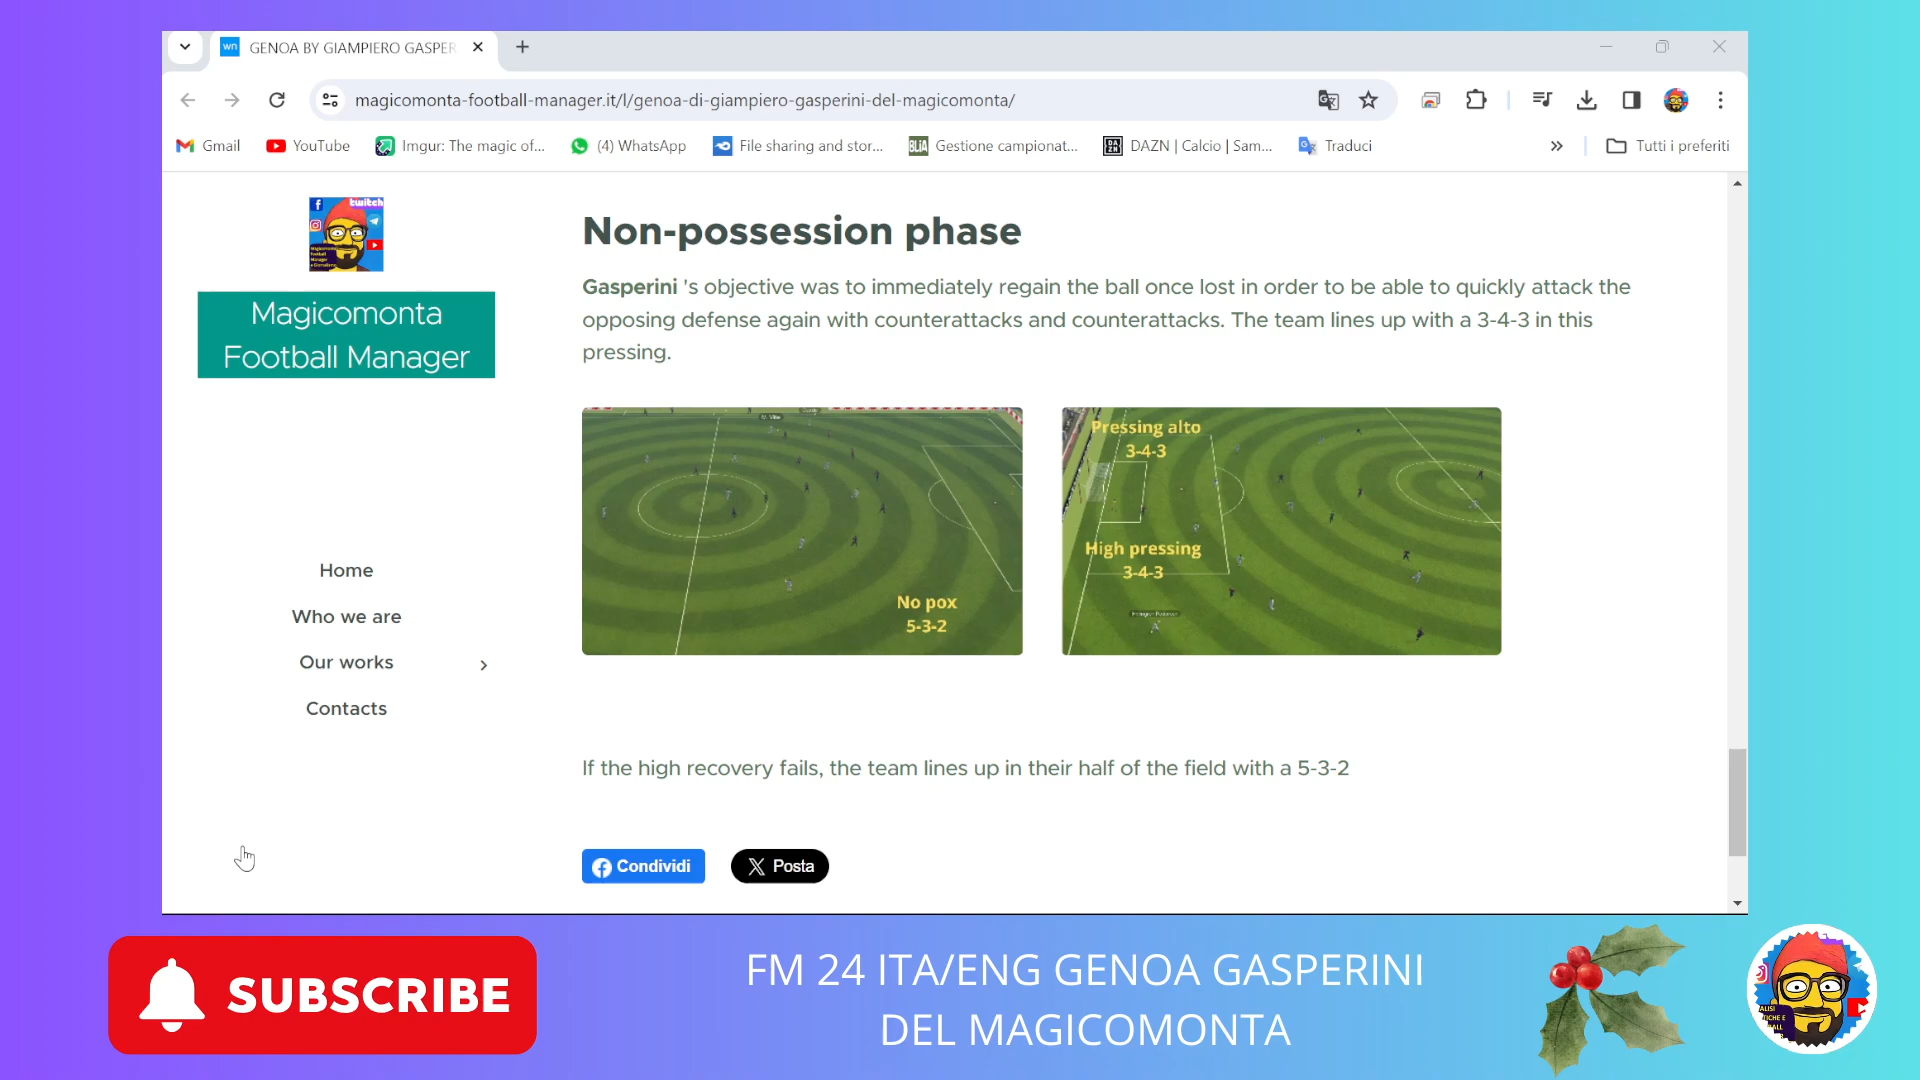 GENOA BY GIAMPIERO GASPER
magicomonta-football-manager.it/l/genoa-di-giampiero-gasperini-del-magicomonta/
Gmail
YouTube
Imgur: The magic of...
(4) WhatsApp
File sharing and stor...
Gestione campionat...
DAZN | Calcio | Sam...
Traduci
Tutti i preferiti
twitch
Magicomonta
Football Manager
Home
Who we are
Our works
Contacts
Non-possession phase
Gasperini 's objective was to immediately regain the ball once lost in order to be able to quickly attack the
opposing defense again with counterattacks and counterattacks. The team lines up with a 3-4-3 in this
pressing.
No pox
5-3-2
Pressing alto
3-4-3
High pressing
3-4-3
If the high recovery fails, the team lines up in their half of the field with a 5-3-2
Condividi
Posta
SUBSCRIBE
FM 24 ITA/ENG GENOA GASPERINI
DEL MAGICOMONTA